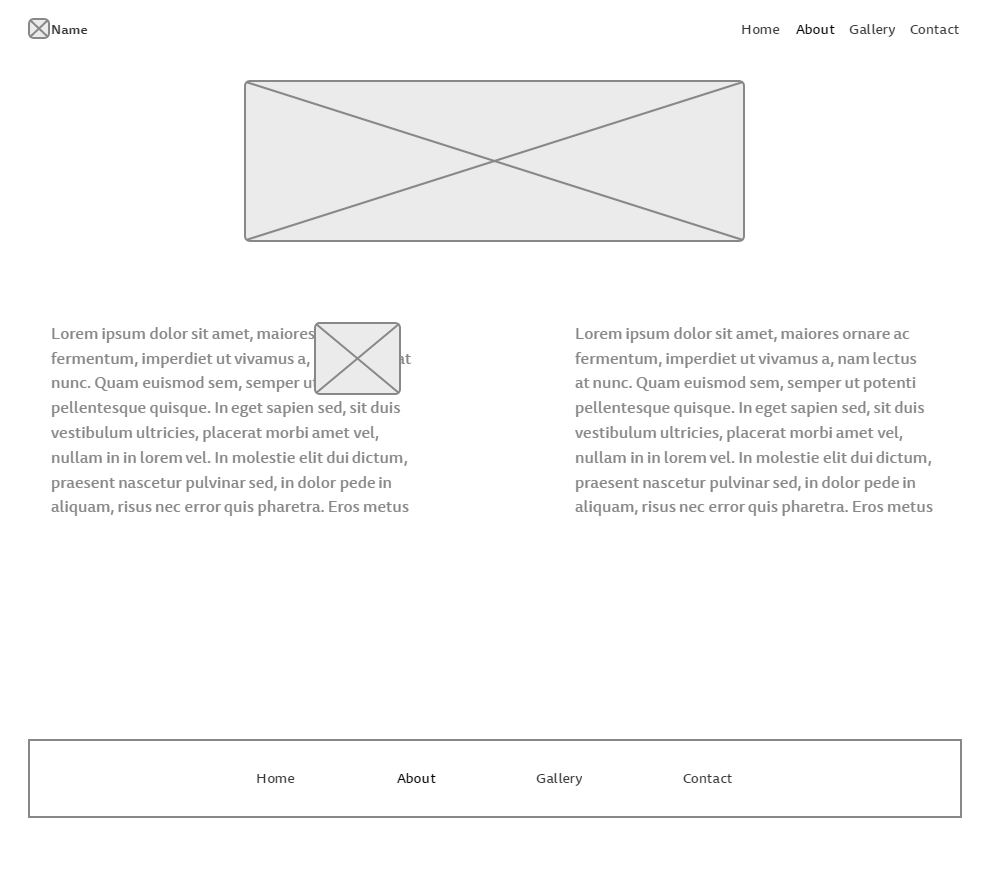 Name
Home About Gallery Contact
Lorem ipsum dolor sit amet, maiores
fermentum, imperdiet ut vivamus a, at
nunc. Quam euismod sem, semper
pellentesque quisque. In eget sapien sed, sit duis
vestibulum ultricies, placerat morbi amet vel,
nullam in in lorem vel. In molestie elit dui dictum,
praesent nascetur pulvinar sed, in dolor pede in
aliquam, risus nec error quis pharetra. Eros metus
Lorem ipsum dolor sit amet, maiores ornare ac
fermentum, imperdiet ut vivamus a, nam lectus
at nunc. Quam euismod sem, semper ut potenti
pellentesque quisque. In eget sapien sed, sit duis
vestibulum ultricies, placerat morbi amet vel,
nullam in in lorem vel. In molestie elit dui dictum,
praesent nascetur pulvinar sed, in dolor pede in
aliquam, risus nec error quis pharetra. Eros metus
Home About Gallery Contact